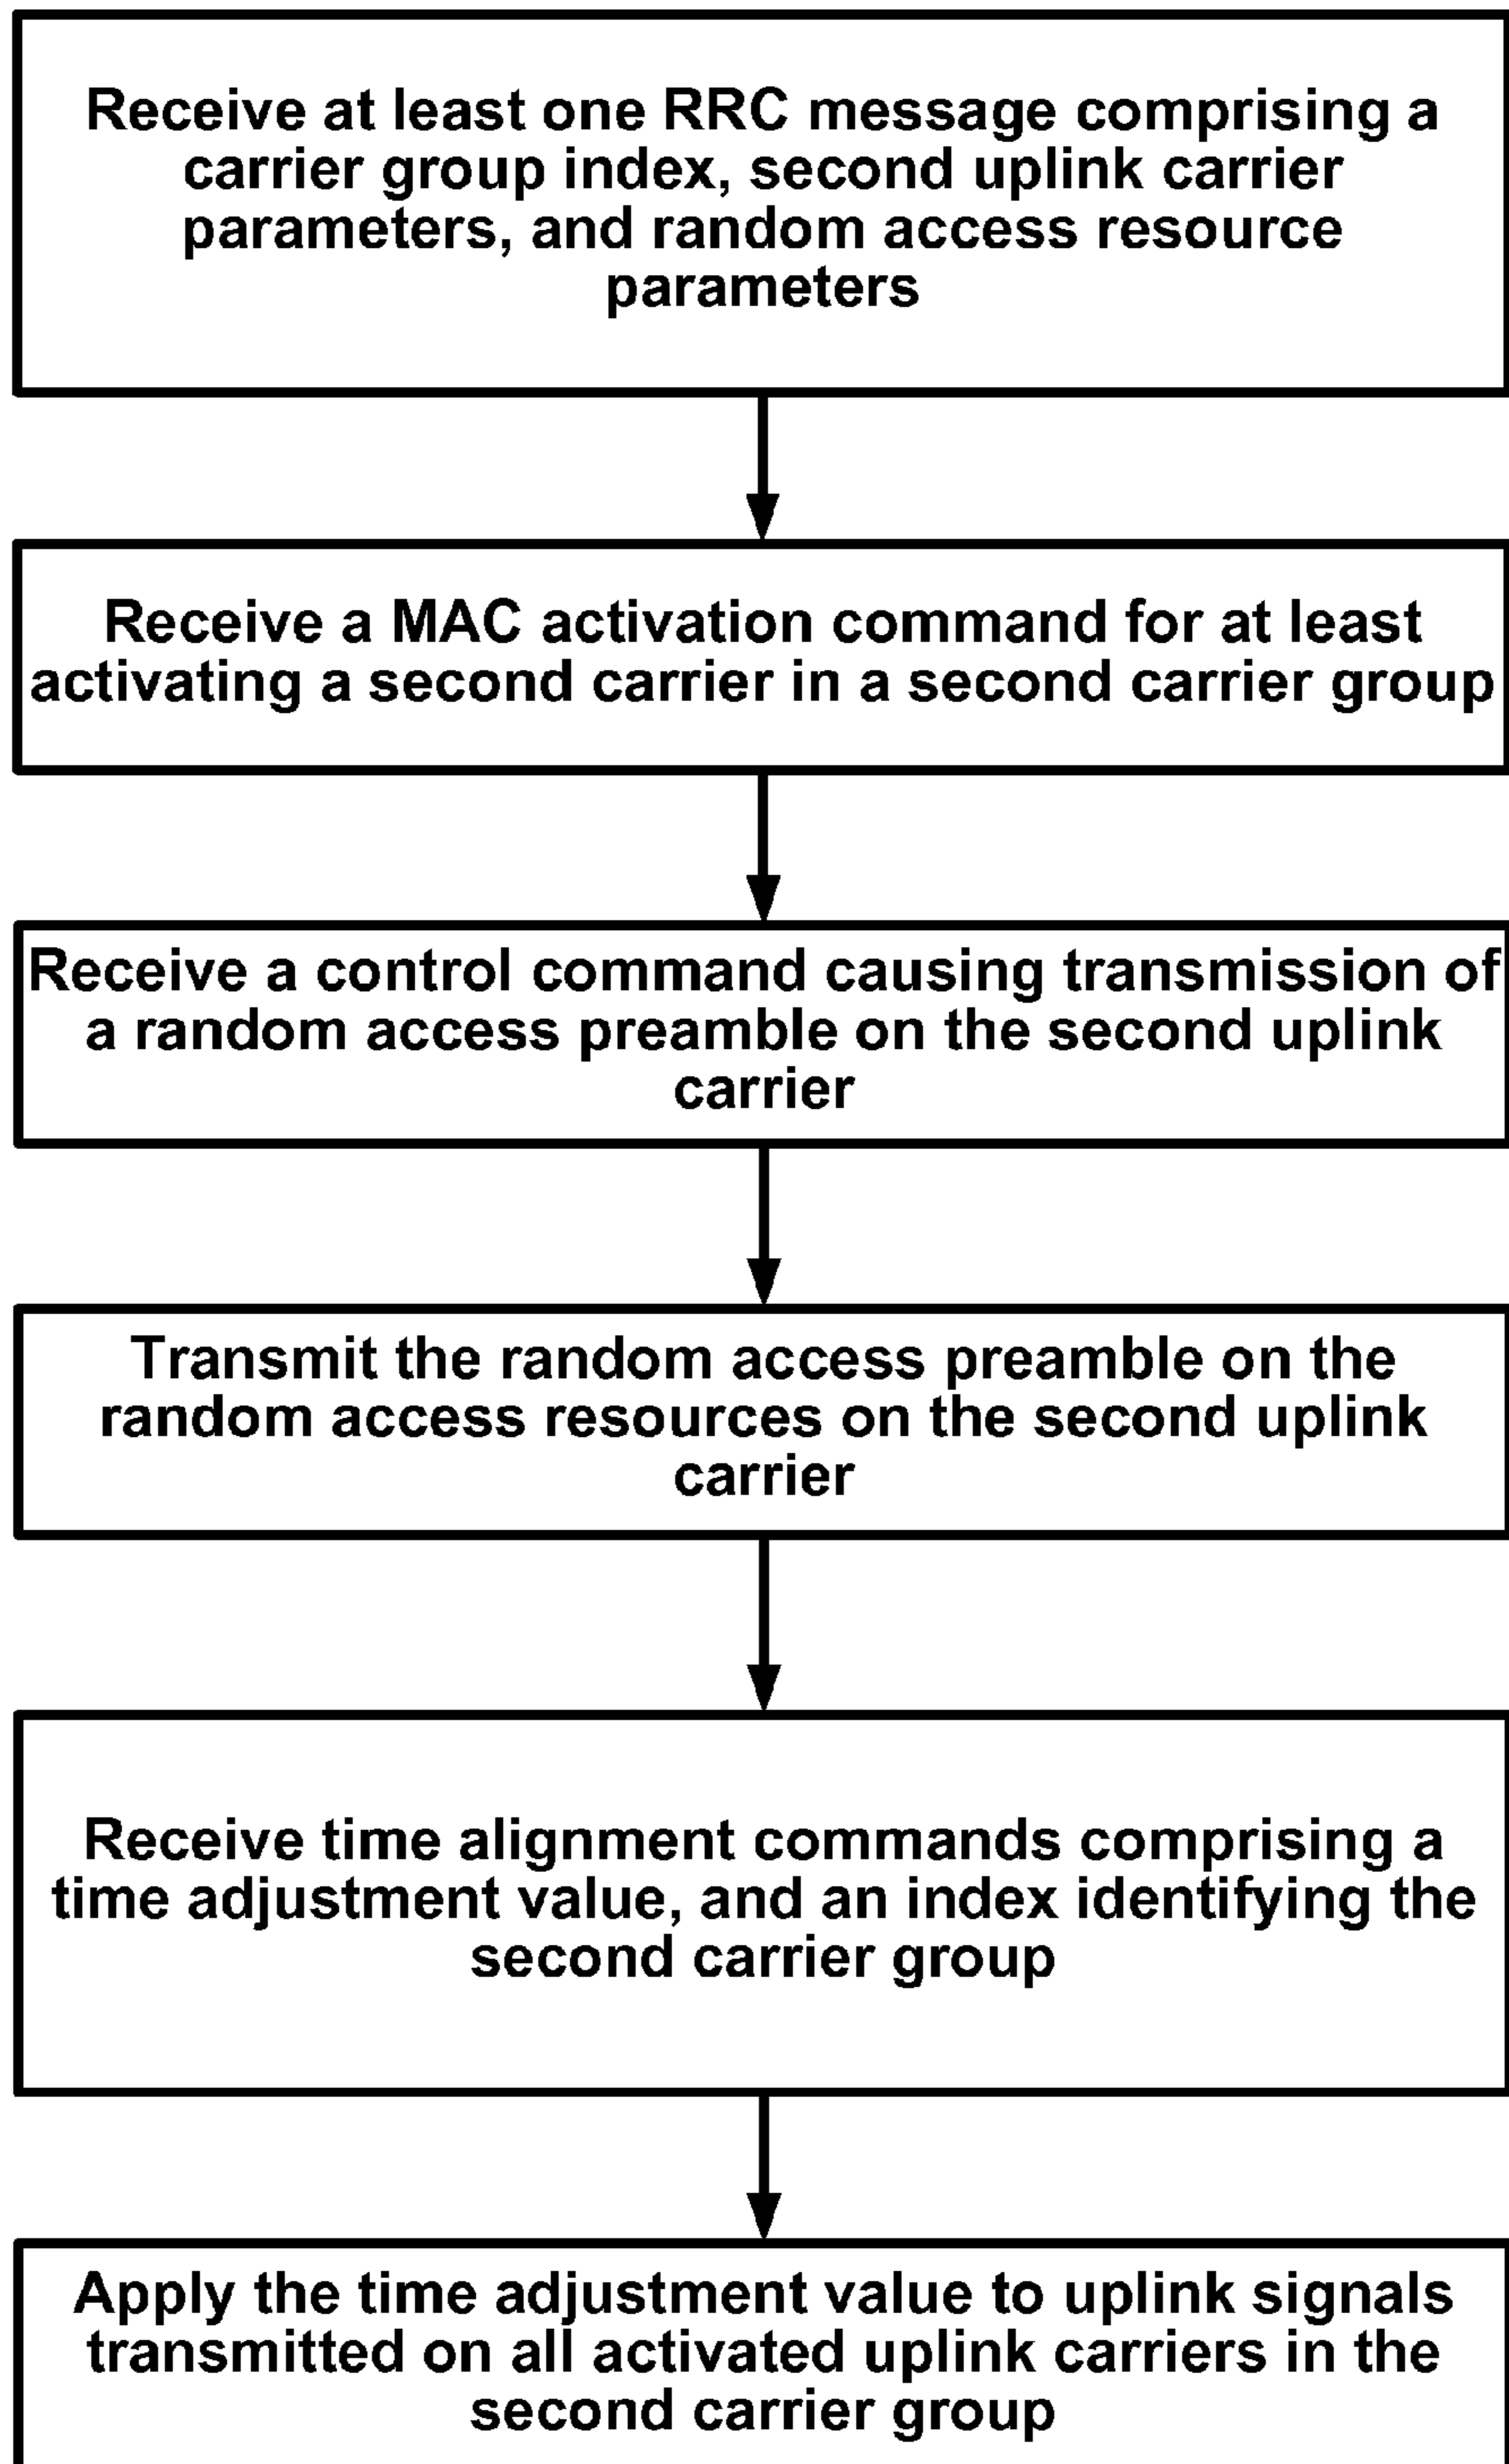 Receive at least one RRC message comprising a
carrier group index, second uplink carrier
parameters, and random access resource
parameters
Receive a MAC activation command for at least
activating a second carrier in a second carrier group
Receive a control command causing transmission of
a random access preamble on the second uplink
carrier
Transmit the random access preamble on the
random access resources on the second uplink
carrier
Receive time alignment commands comprising a
time adjustment value, and an index identifying the
second carrier group
Apply the time adjustment value to uplink signals
transmitted on all activated uplink carriers in the
second carrier group